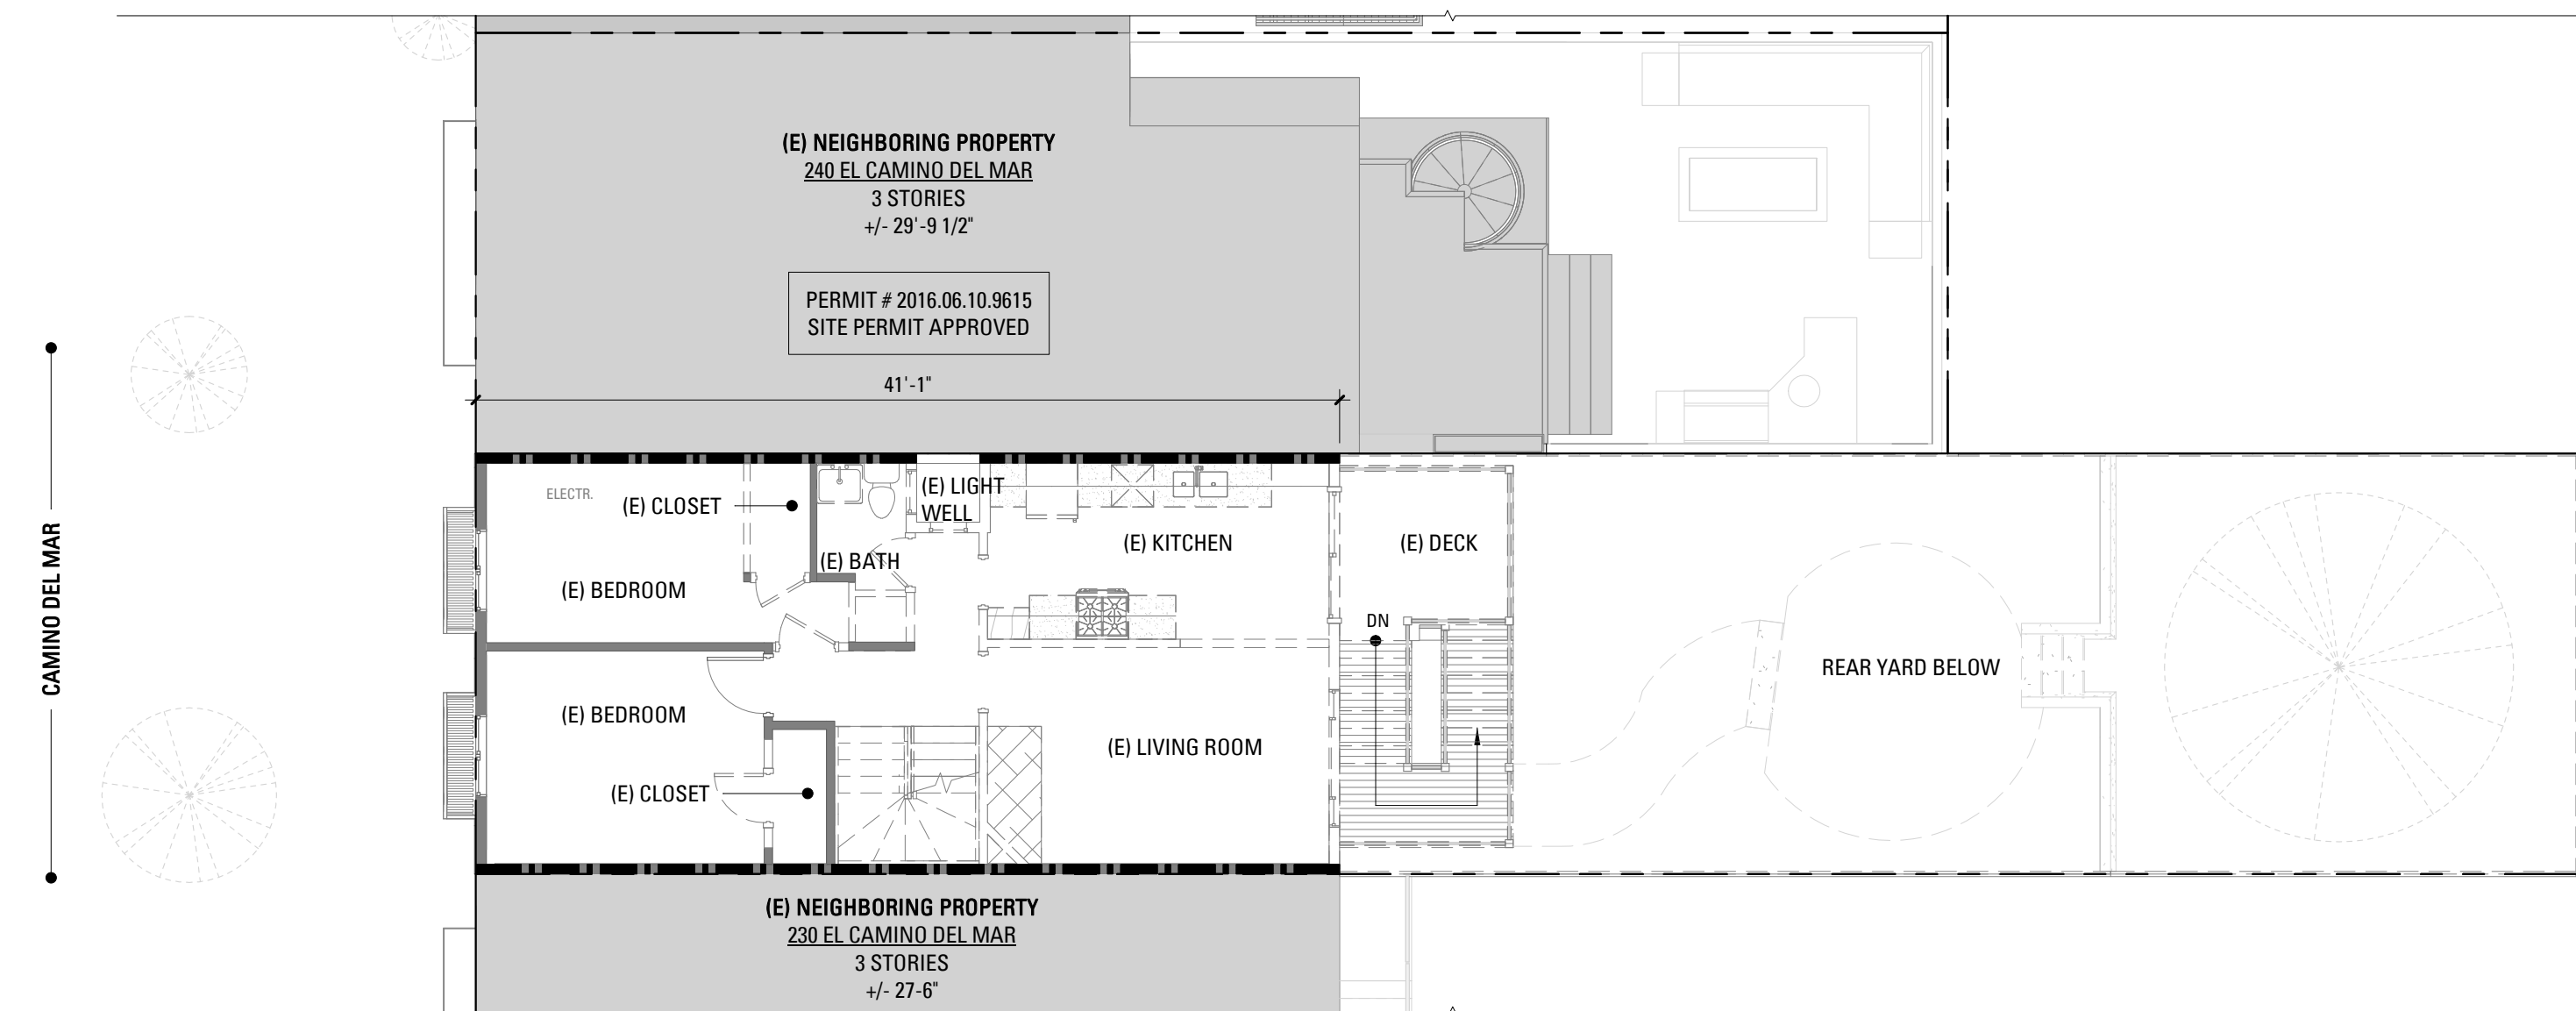 (E) NEIGHBORING PROPERTY
240 EL CAMINO DEL MAR
3 STORIES
+/- 29'-9 1/2"
PERMIT # 2016.06.10.9615
SITE PERMIT APPROVED
41'-1"
CAMINO DEL MAR
ELECTR.
(E) CLOSET
(E) LIGHT
WELL
(E) BATH
(E) KITCHEN
(E) DECK
(E) BEDROOM
DN
REAR YARD BELOW
(E) BEDROOM
(E) LIVING ROOM
(E) CLOSET
(E) NEIGHBORING PROPERTY
230 EL CAMINO DEL MAR
3 STORIES
+/- 27-6"